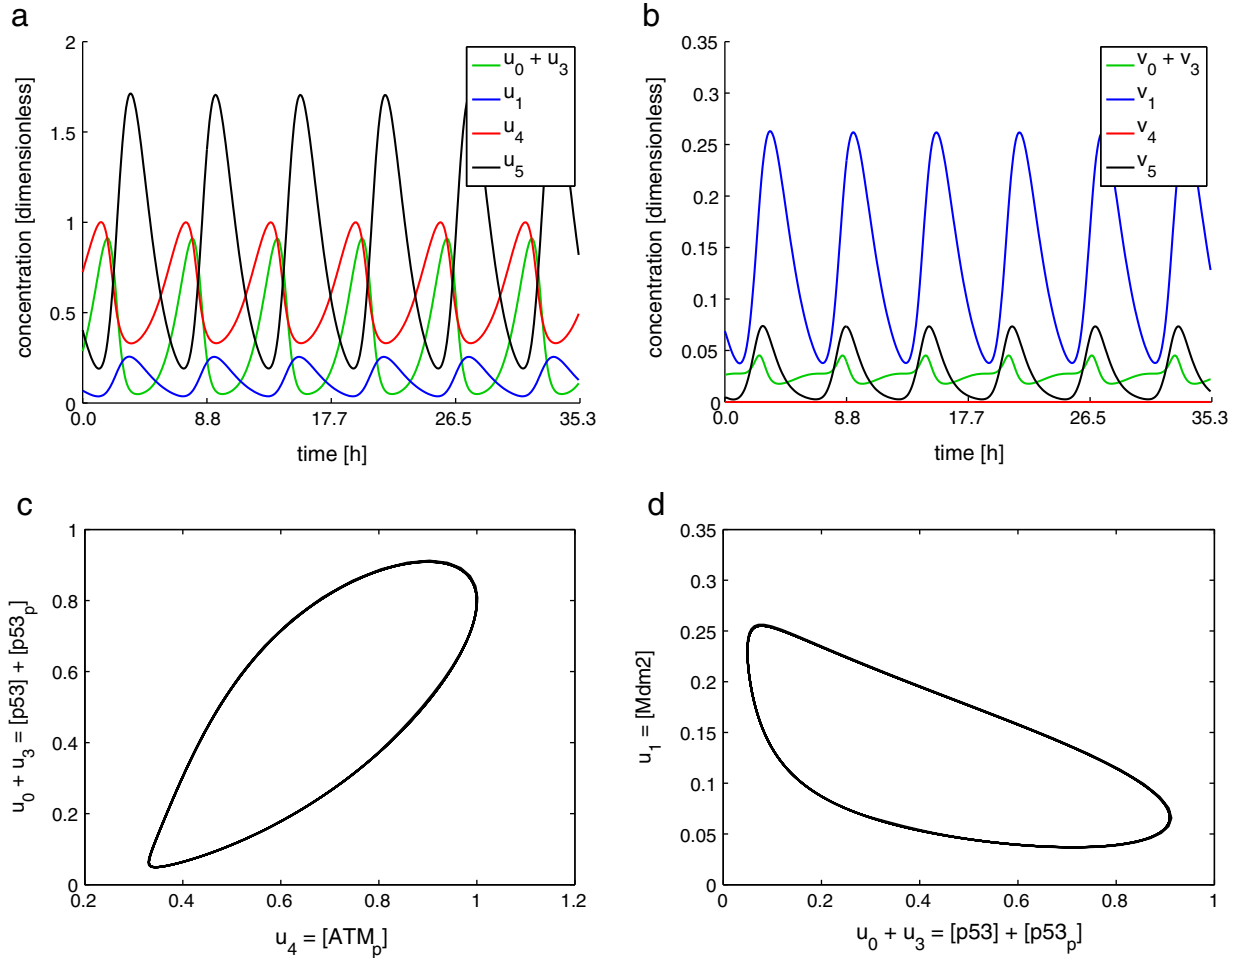 a
concentration [dimensionless]
2
1.5
1
0.5
0
0.0
8.8
17.7
26.5
35.3
time [h]
u0 + u3
u1
u4
u5
b
concentration [dimensionless]
0.35
0.3
0.25
0.2
0.15
0.1
0.05
0
0.0
8.8
17.7
26.5
35.3
time [h]
v0 + v3
v1
v4
v5
c
u0 + u3 = [p53] + [p53p]
1
0.8
0.6
0.4
0.2
0
0.2
0.4
0.6
0.8
1
1.2
u4 = [ATMp]
d
u1 = [Mdm2]
0.35
0.3
0.25
0.2
0.15
0.1
0.05
0
0
0.2
0.4
0.6
0.8
1
u0 + u3 = [p53] + [p53p]